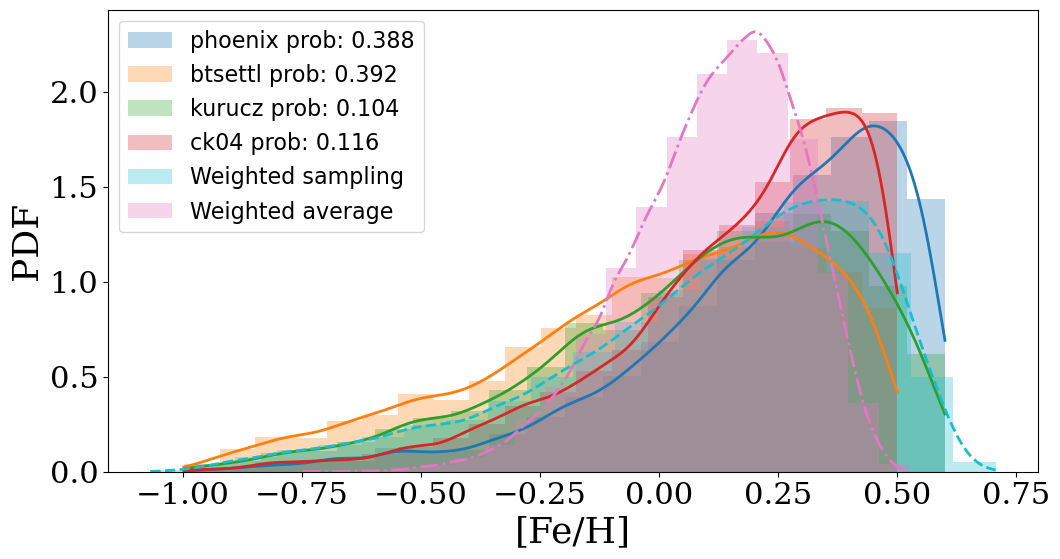 phoenix prob: 0.388
btsettl prob: 0.392
kurucz prob: 0.104
ck04 prob: 0.116
Weighted sampling
Weighted average
PDF
2.0
1.5
1.0
0.5
0.0
−1.00 −0.75 −0.50 −0.25 0.00 0.25 0.50 0.75
[Fe/H]